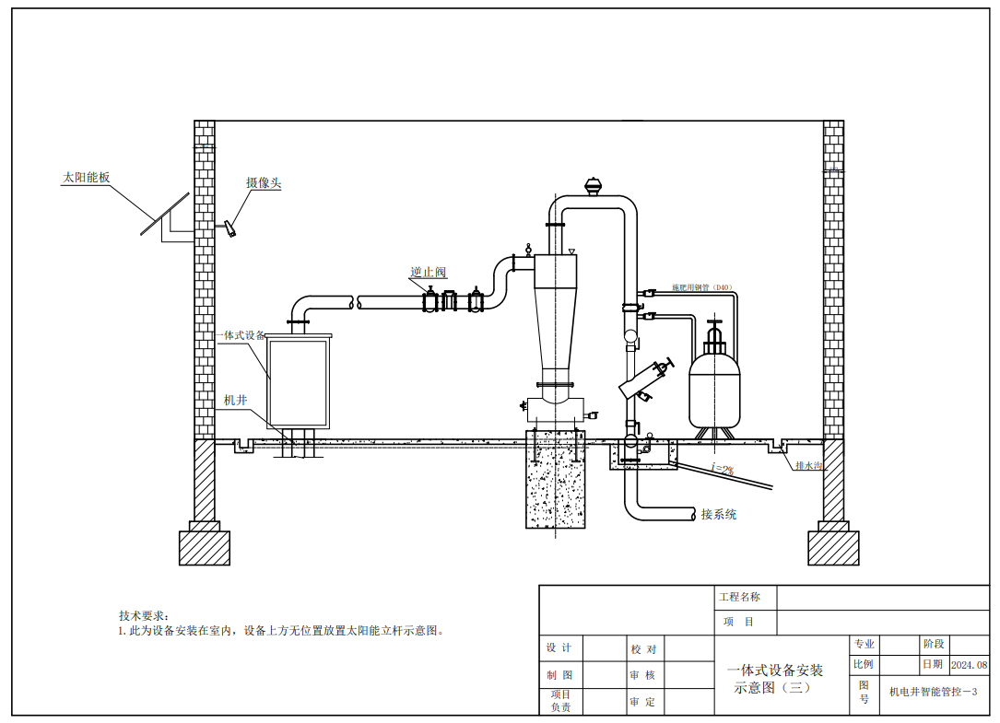 太阳能板
摄像头
逆止阀
施肥用钢管（D40）
一体式设备
机井
i=2%
排水沟
接系统
技术要求：
1.此为设备安装在室内，设备上方无位置放置太阳能立杆示意图。
工程名称
项 目
设 计
校 对
制 图
审 核
项目
负责
审 定
一体式设备安装
示意图（三）
专业
阶段
比例
日期
2024.08
图
号
机电井智能管控－3